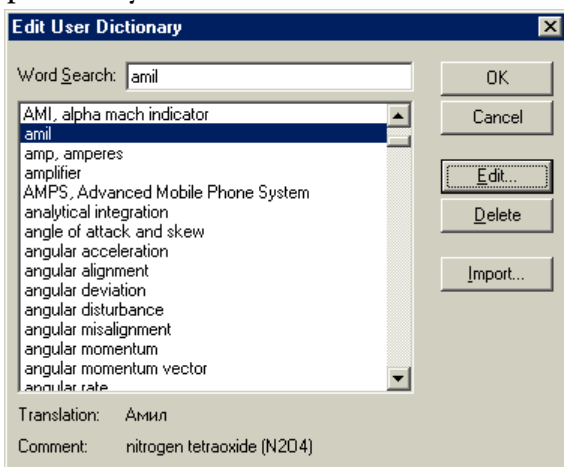 Edit User Dictionary
Word Search: amil
OK
AMI, alpha mach indicator
Cancel
amil
amp, amperes
amplifier
Edit...
AMPS, Advanced Mobile Phone System
analytical integration
Delete
angle of attack and skew
angular acceleration
angular alignment
Import...
angular deviation
angular disturbance
angular misalignment
angular momentum
angular momentum vector
angular rate
Translation: Амил
Comment: nitrogen tetraoxide (N2O4)